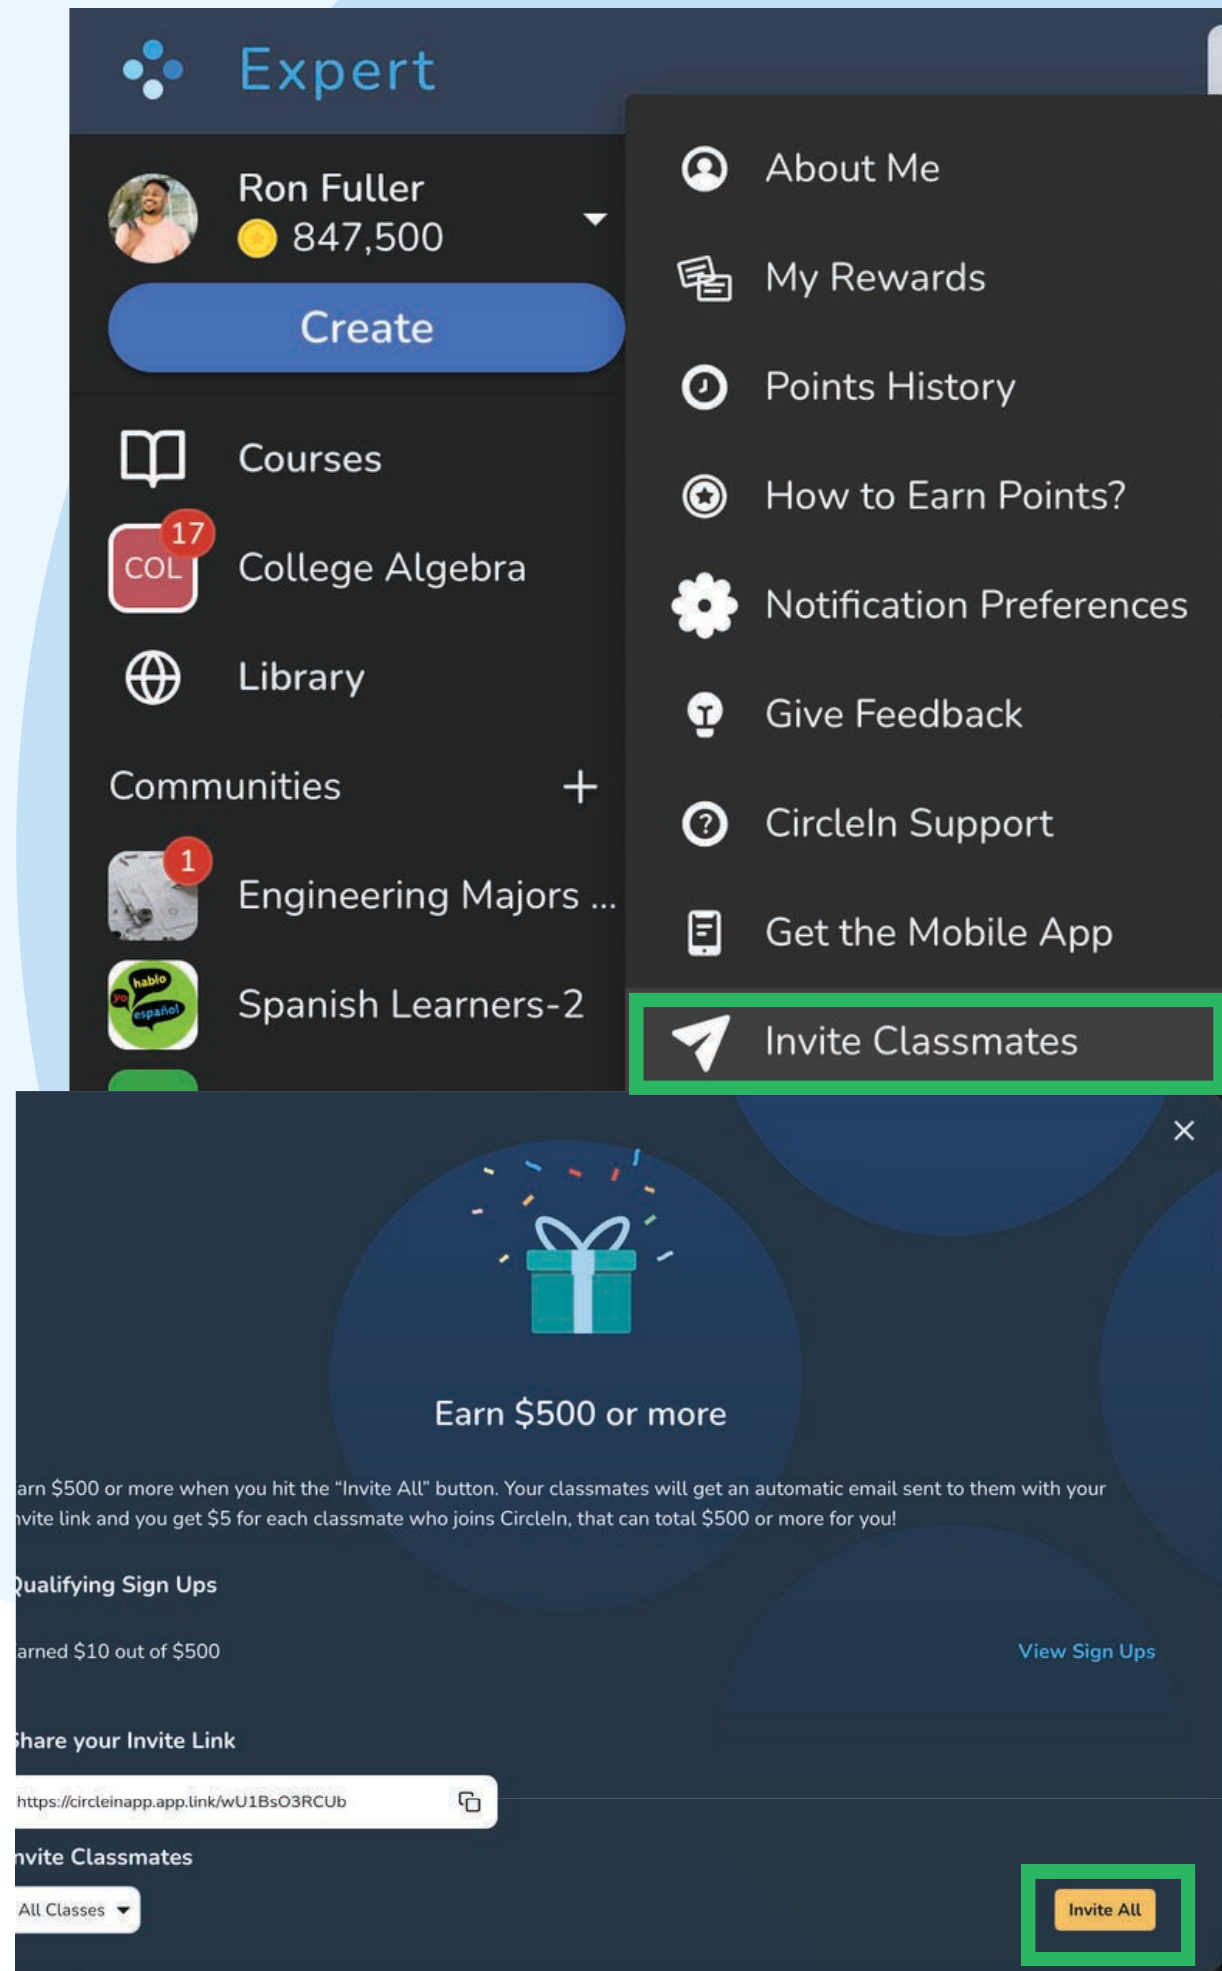 Expert
Ron Fuller
847,500
Create
Courses
17
COL
College Algebra
Library
Communities
1
Engineering Majors ...
yo hablo español
Spanish Learners-2
About Me
My Rewards
Points History
How to Earn Points?
Notification Preferences
Give Feedback
CircleIn Support
Get the Mobile App
Invite Classmates
Earn $500 or more
arn $500 or more when you hit the “Invite All” button. Your classmates will get an automatic email sent to them with your
nvite link and you get $5 for each classmate who joins CircleIn, that can total $500 or more for you!
Qualifying Sign Ups
arned $10 out of $500
View Sign Ups
Share your Invite Link
https://circleinapp.app.link/wU1BsO3RCUb
nvite Classmates
All Classes
Invite All